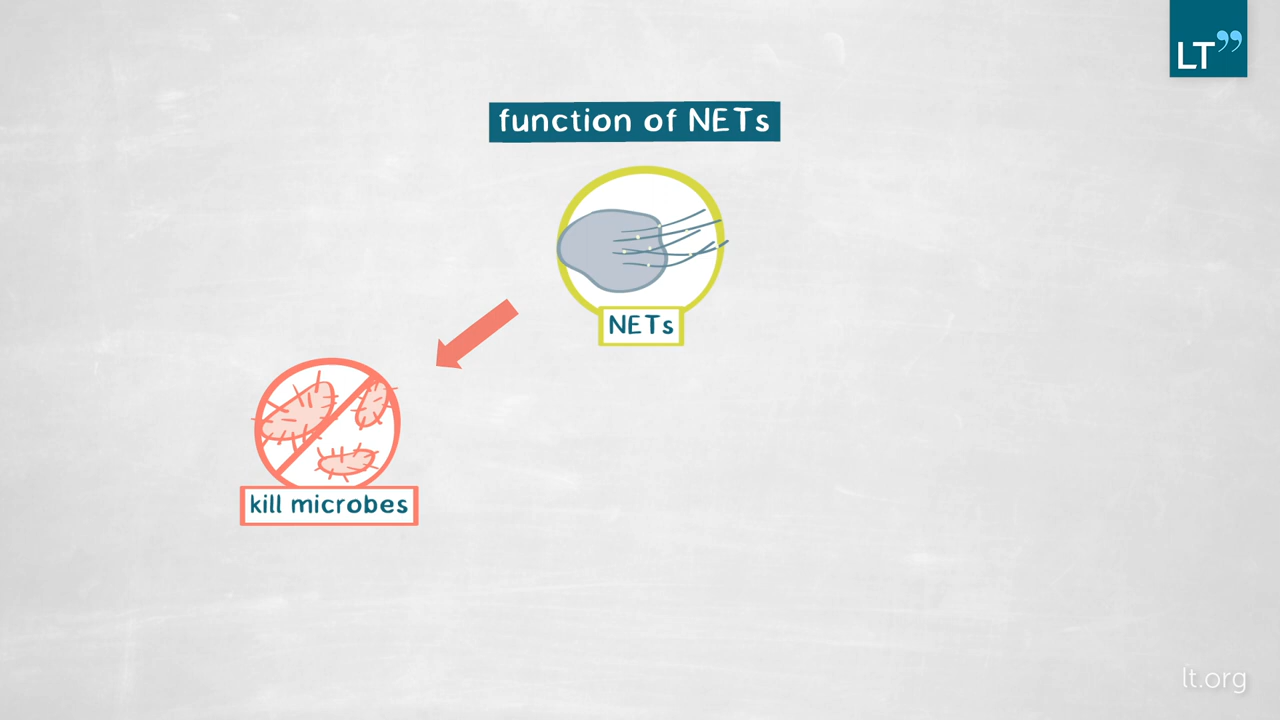 LT”
function of NETs
NETs
kill microbes
lt.org